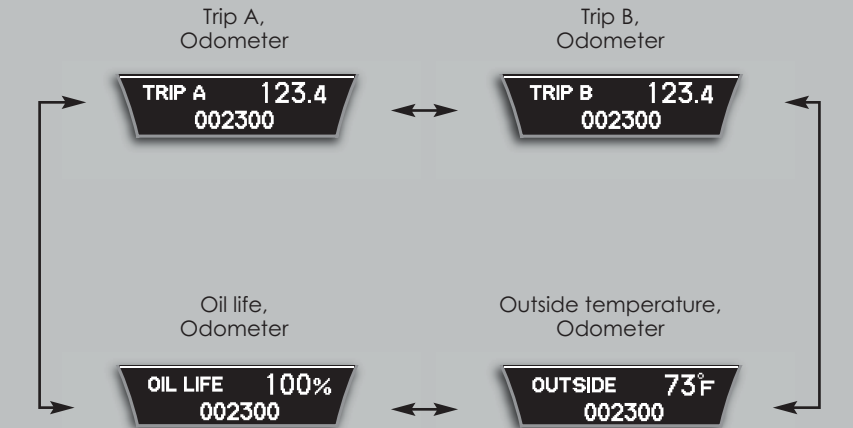 Trip A,
Odometer
Trip B,
Odometer
TRIP A 123.4
002300
TRIP B 123.4
002300
Oil life,
Odometer
Outside temperature,
Odometer
OIL LIFE 100%
002300
OUTSIDE 73°F
002300